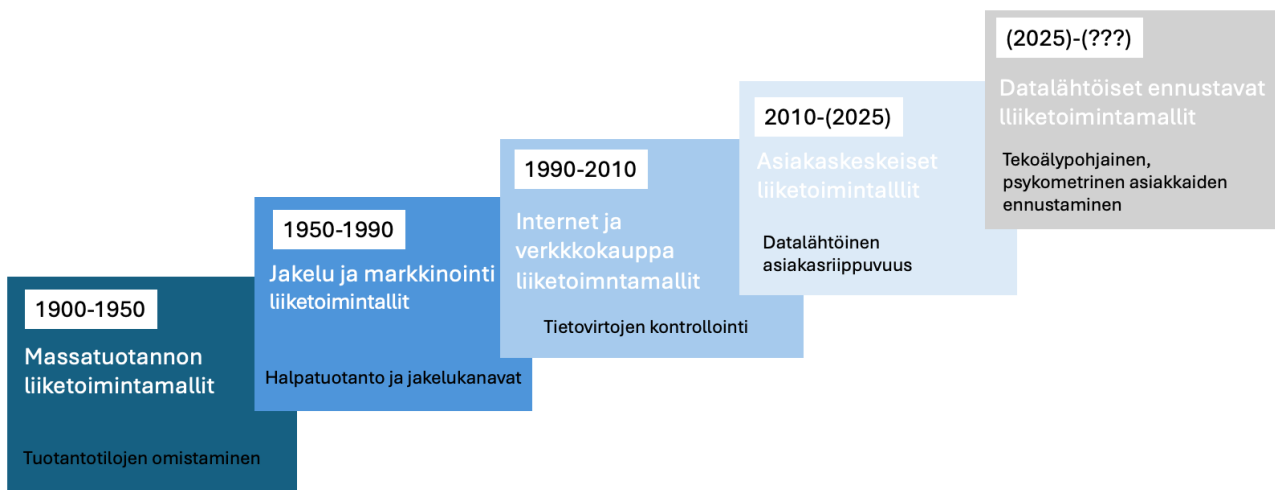 1900-1950
Massatuotannon
liiketoimintamallit
Tuotantotilojen omistaminen
1950-1990
Jakelu ja markkinointi
liiketoimintallit
Halpatuotanto ja jakelukanavat
1990-2010
Internet ja
verkkkokauppa
liiketoimntamallit
Tietovirtojen kontrollointi
2010-(2025)
Asiakaskeskeiset
liiketoimintalllit
Datalähtöinen
asiakasriippuvuus
(2025)-(???)
Datalähtöiset ennustavat
lliiketoimintamallit
Tekoälypohjainen,
psykometrinen asiakkaiden
ennustaminen